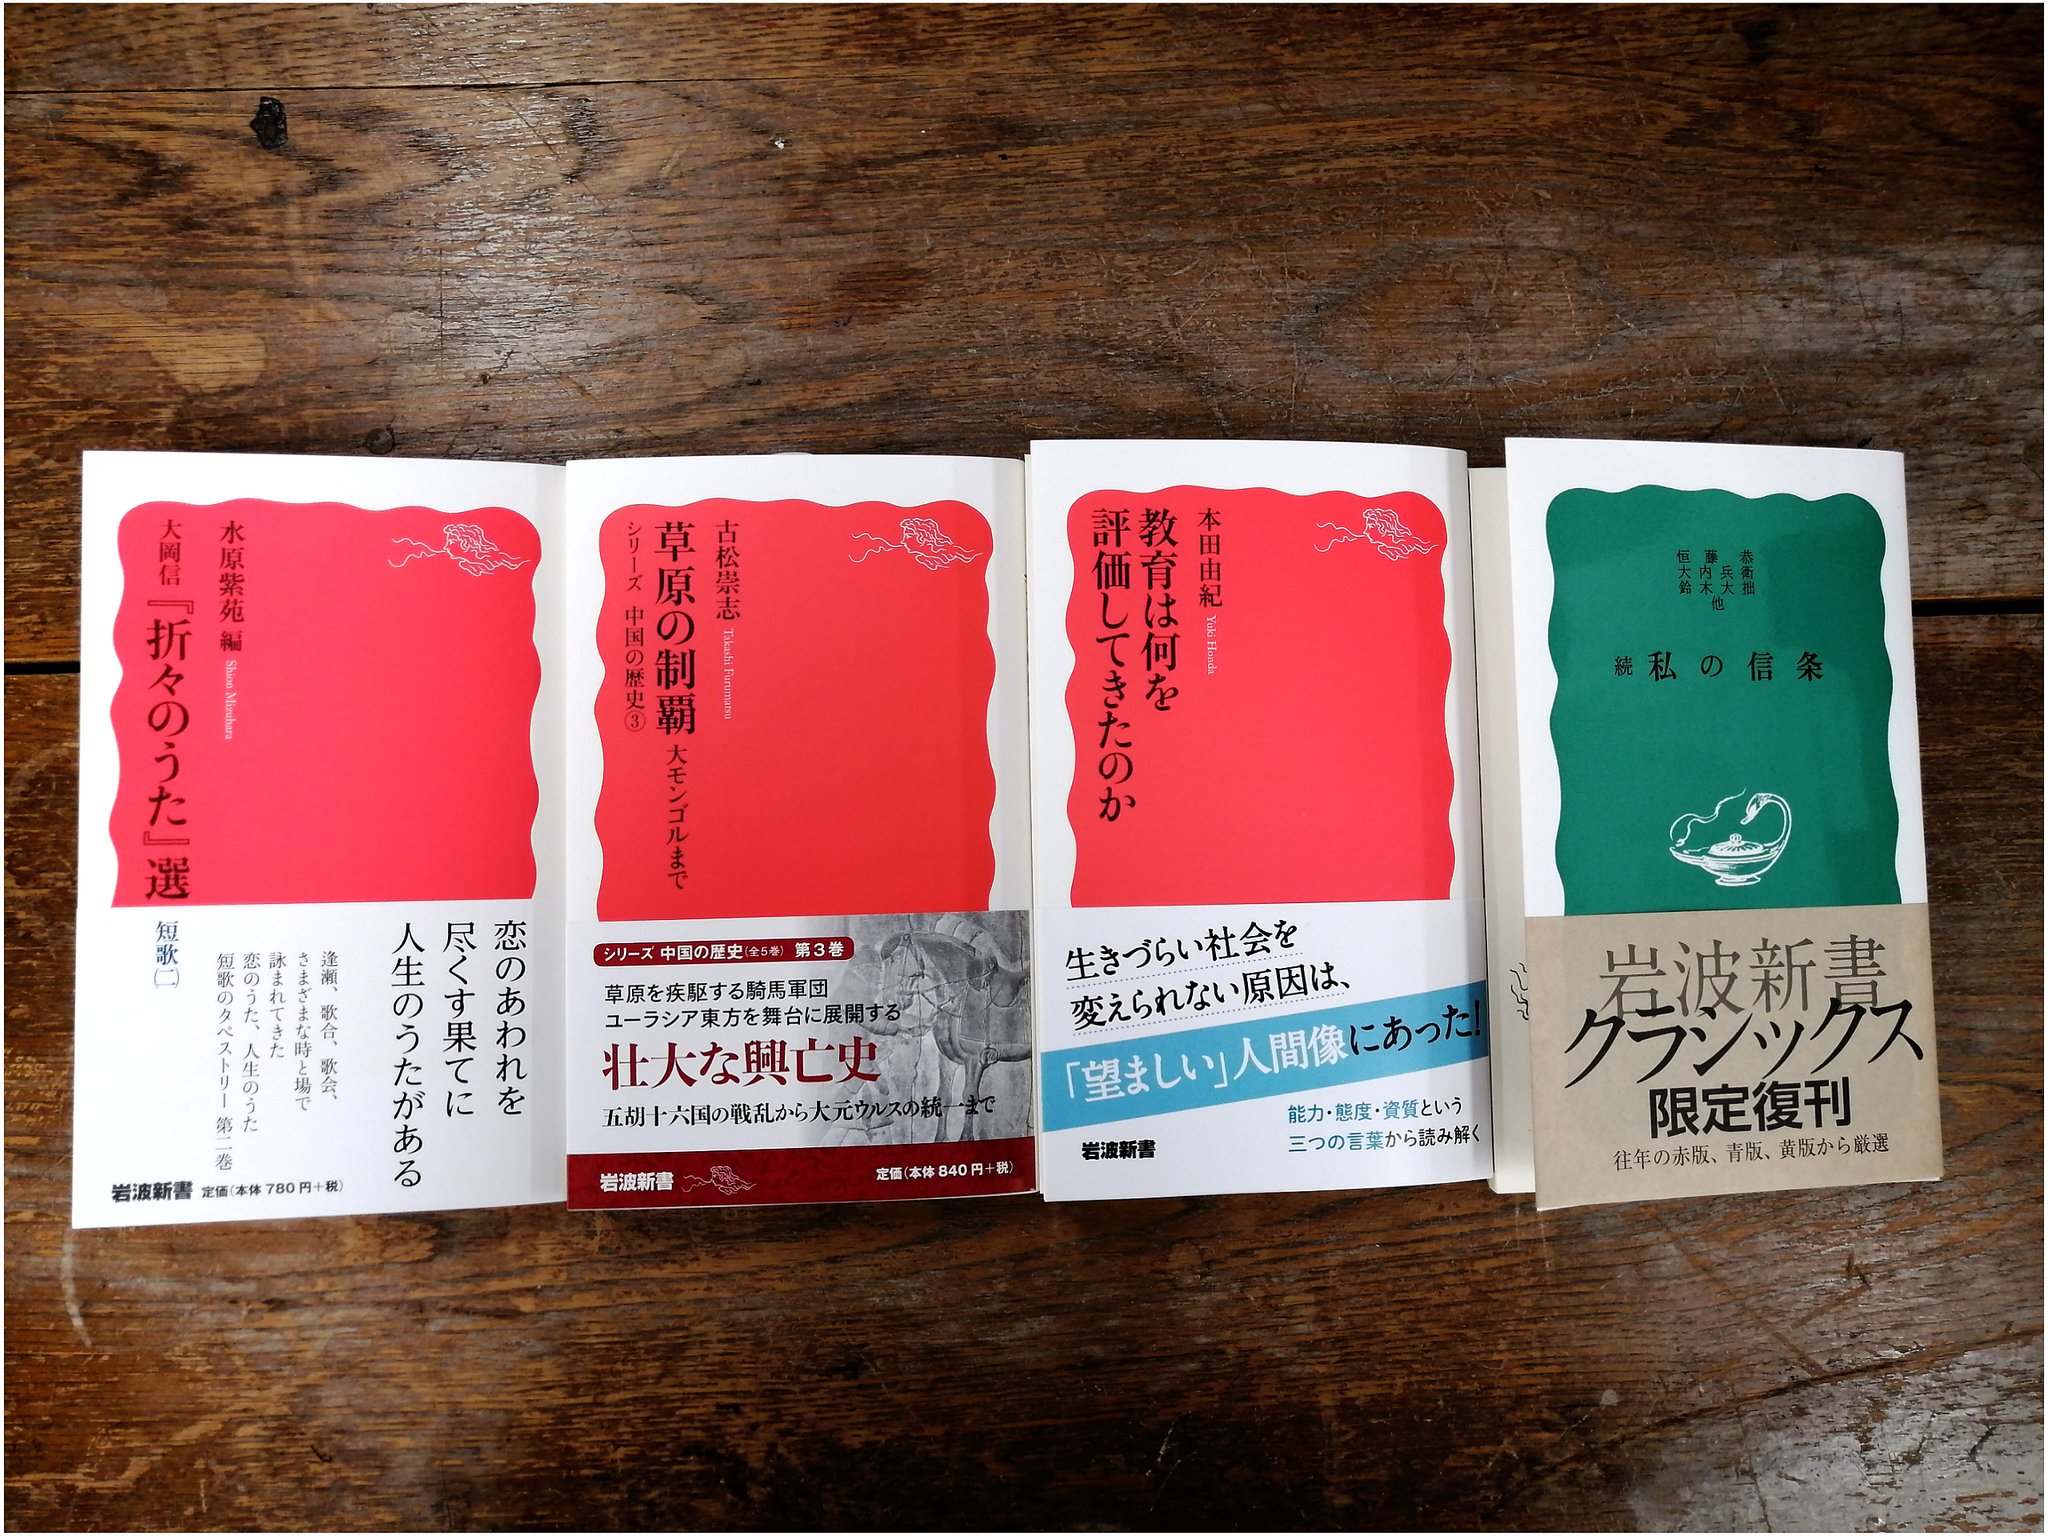 水原紫苑 編 Shion Mizuhara
大岡信『折々のうた』選
短歌(二)
恋のあわれを
尽くす果てに
人生のうたがある
逢瀬、歌合、歌会、
さまざまな時と場で
詠まれてきた
恋のうた、人生のうた
短歌のタペストリー 第二巻
岩波新書 定価(本体780円+税)
古松崇志 Takashi Furumatsu
草原の制覇 大モンゴルまで
シリーズ 中国の歴史③
シリーズ 中国の歴史(全5巻) 第3巻
草原を疾駆する騎馬軍団
ユーラシア東方を舞台に展開する
壮大な興亡史
五胡十六国の戦乱から大元ウルスの統一まで
岩波新書 定価(本体840円+税)
本田由紀 Yuki Honda
教育は何を
評価してきたのか
生きづらい社会を
変えられない原因は、
「望ましい」人間像にあった!
能力・態度・資質という
三つの言葉から読み解く
岩波新書
恒藤恭
大内兵衛
鈴木大拙
他
続 私の信条
岩波新書
クラシックス
限定復刊
往年の赤版、青版、黄版から厳選